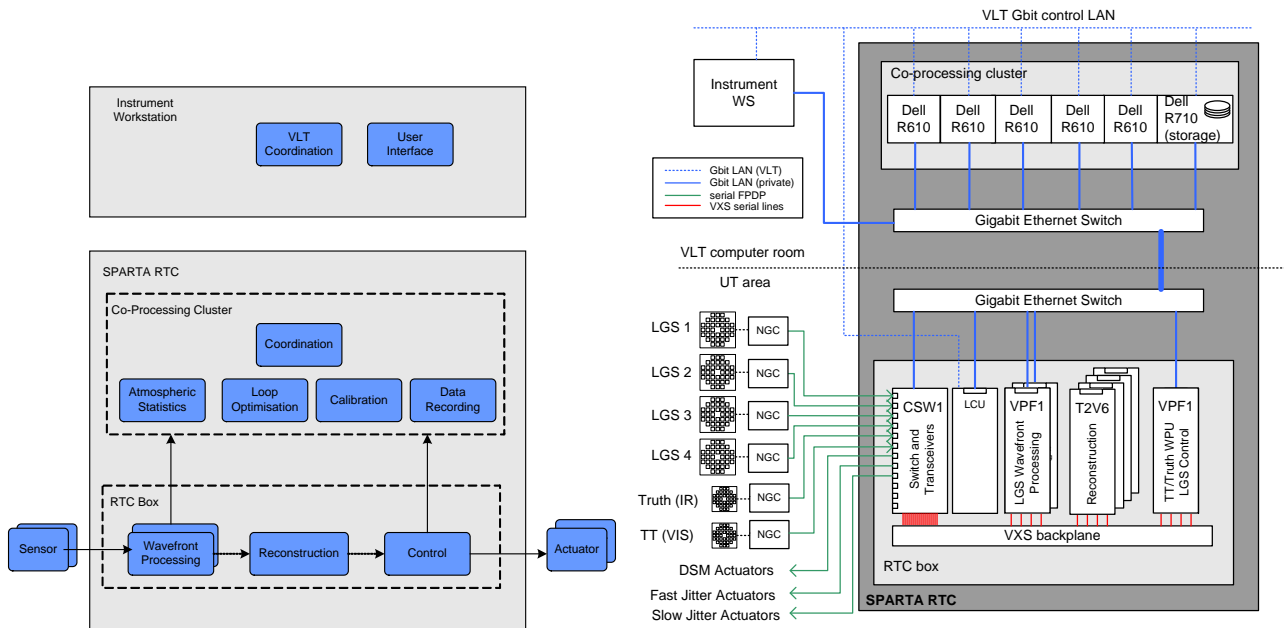 Instrument
Workstation
VLT
Coordination
User
Interface
SPARTA RTC
Co-Processing Cluster
Coordination
Atmospheric
Statistics
Loop
Optimisation
Calibration
Data
Recording
RTC Box
Sensor
Wavefront
Processing
Reconstruction
Control
Actuator
VLT Gbit control LAN
Instrument
WS
Co-processing cluster
Dell
R610
Dell
R610
Dell
R610
Dell
R610
Dell
R610
Dell
R710
(storage)
Gbit LAN (VLT)
Gbit LAN (private)
serial FPDP
VXS serial lines
Gigabit Ethernet Switch
VLT computer room
UT area
Gigabit Ethernet Switch
LGS 1
NGC
LGS 2
NGC
LGS 3
NGC
LGS 4
NGC
Truth (IR)
NGC
TT (VIS)
NGC
CSW1
Switch and
Transceivers
LCU
VPF1
LGS Wavefront
Processing
T2V6
Reconstruction
VPF1
TT/Truth WPU
LGS Control
VXS backplane
RTC box
DSM Actuators
Fast Jitter Actuators
Slow Jitter Actuators
SPARTA RTC